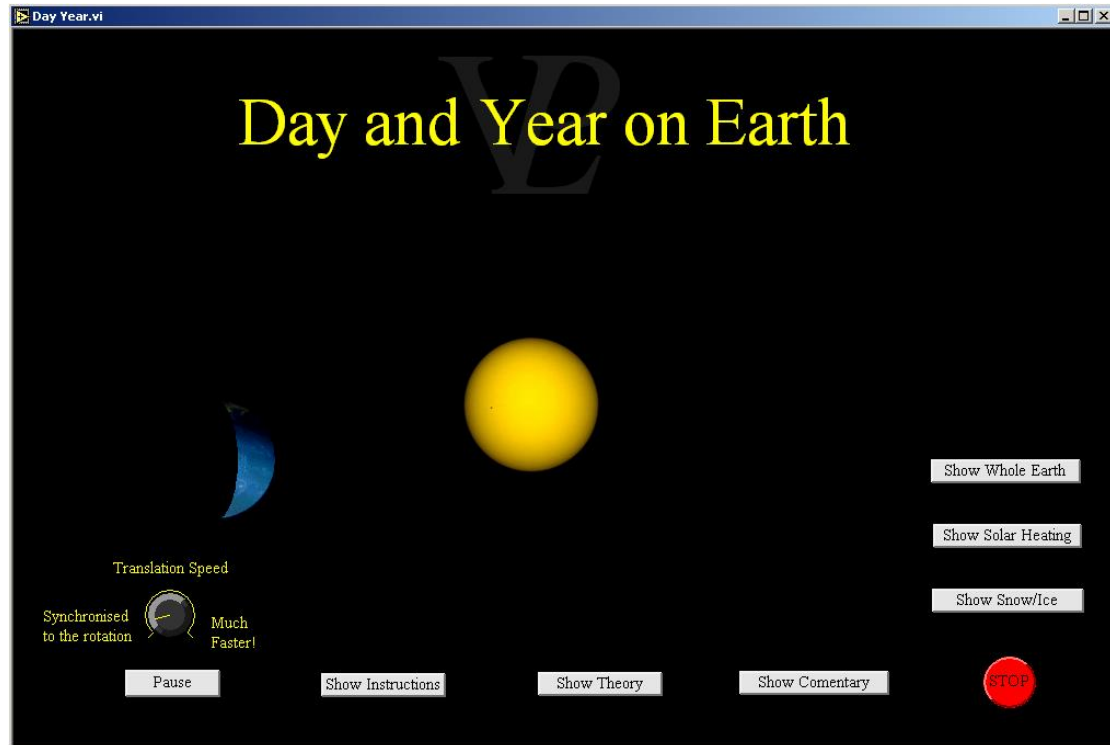 Day Year.vi
VPL
Day and Year on Earth
Show Whole Earth
Show Solar Heating
Translation Speed
Show Snow/Ice
Synchronised
to the rotation
Much
Faster!
Pause
Show Instructions
Show Theory
Show Comentary
STOP